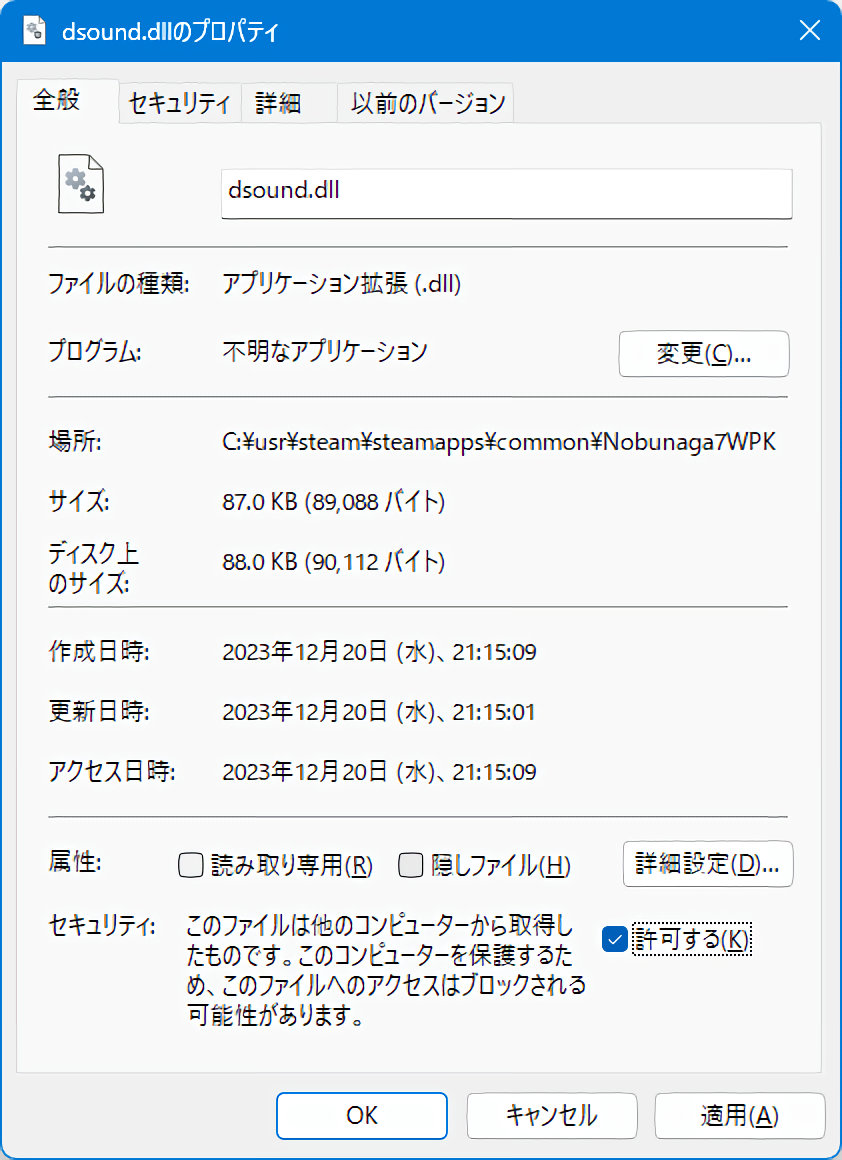 dsound.dllのプロパティ
全般 セキュリティ 詳細 以前のバージョン
dsound.dll
ファイルの種類: アプリケーション拡張 (.dll)
プログラム: 不明なアプリケーション 変更(C)...
場所: C:¥usr¥steam¥steamapps¥common¥Nobunaga7WPK
サイズ: 87.0 KB (89,088 バイト)
ディスク上
のサイズ: 88.0 KB (90,112 バイト)
作成日時: 2023年12月20日 (水)、21:15:09
更新日時: 2023年12月20日 (水)、21:15:01
アクセス日時: 2023年12月20日 (水)、21:15:09
属性: 読み取り専用(R) 隠しファイル(H) 詳細設定(D)...
セキュリティ: このファイルは他のコンピューターから取得し
たものです。このコンピューターを保護するた
め、このファイルへのアクセスはブロックされる
可能性があります。
許可する(K)
OK キャンセル 適用(A)